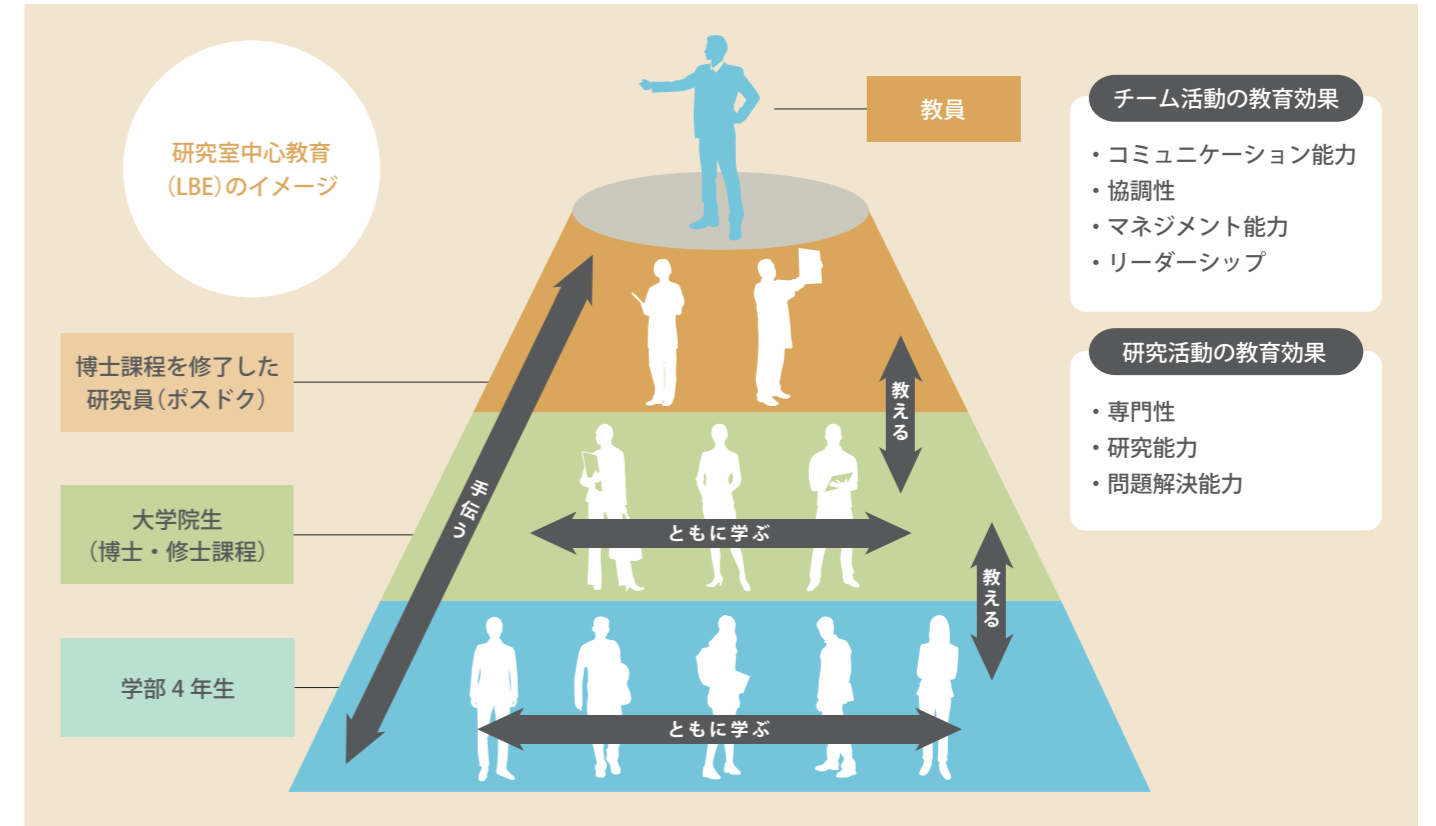 研究室中心教育
(LBE)のイメージ
教員
チーム活動の教育効果
・コミュニケーション能力
・協調性
・マネジメント能力
・リーダーシップ
研究活動の教育効果
・専門性
・研究能力
・問題解決能力
博士課程を修了した
研究員(ポスドク)
大学院生
(博士・修士課程)
学部4年生
手伝う
教える
ともに学ぶ
教える
ともに学ぶ